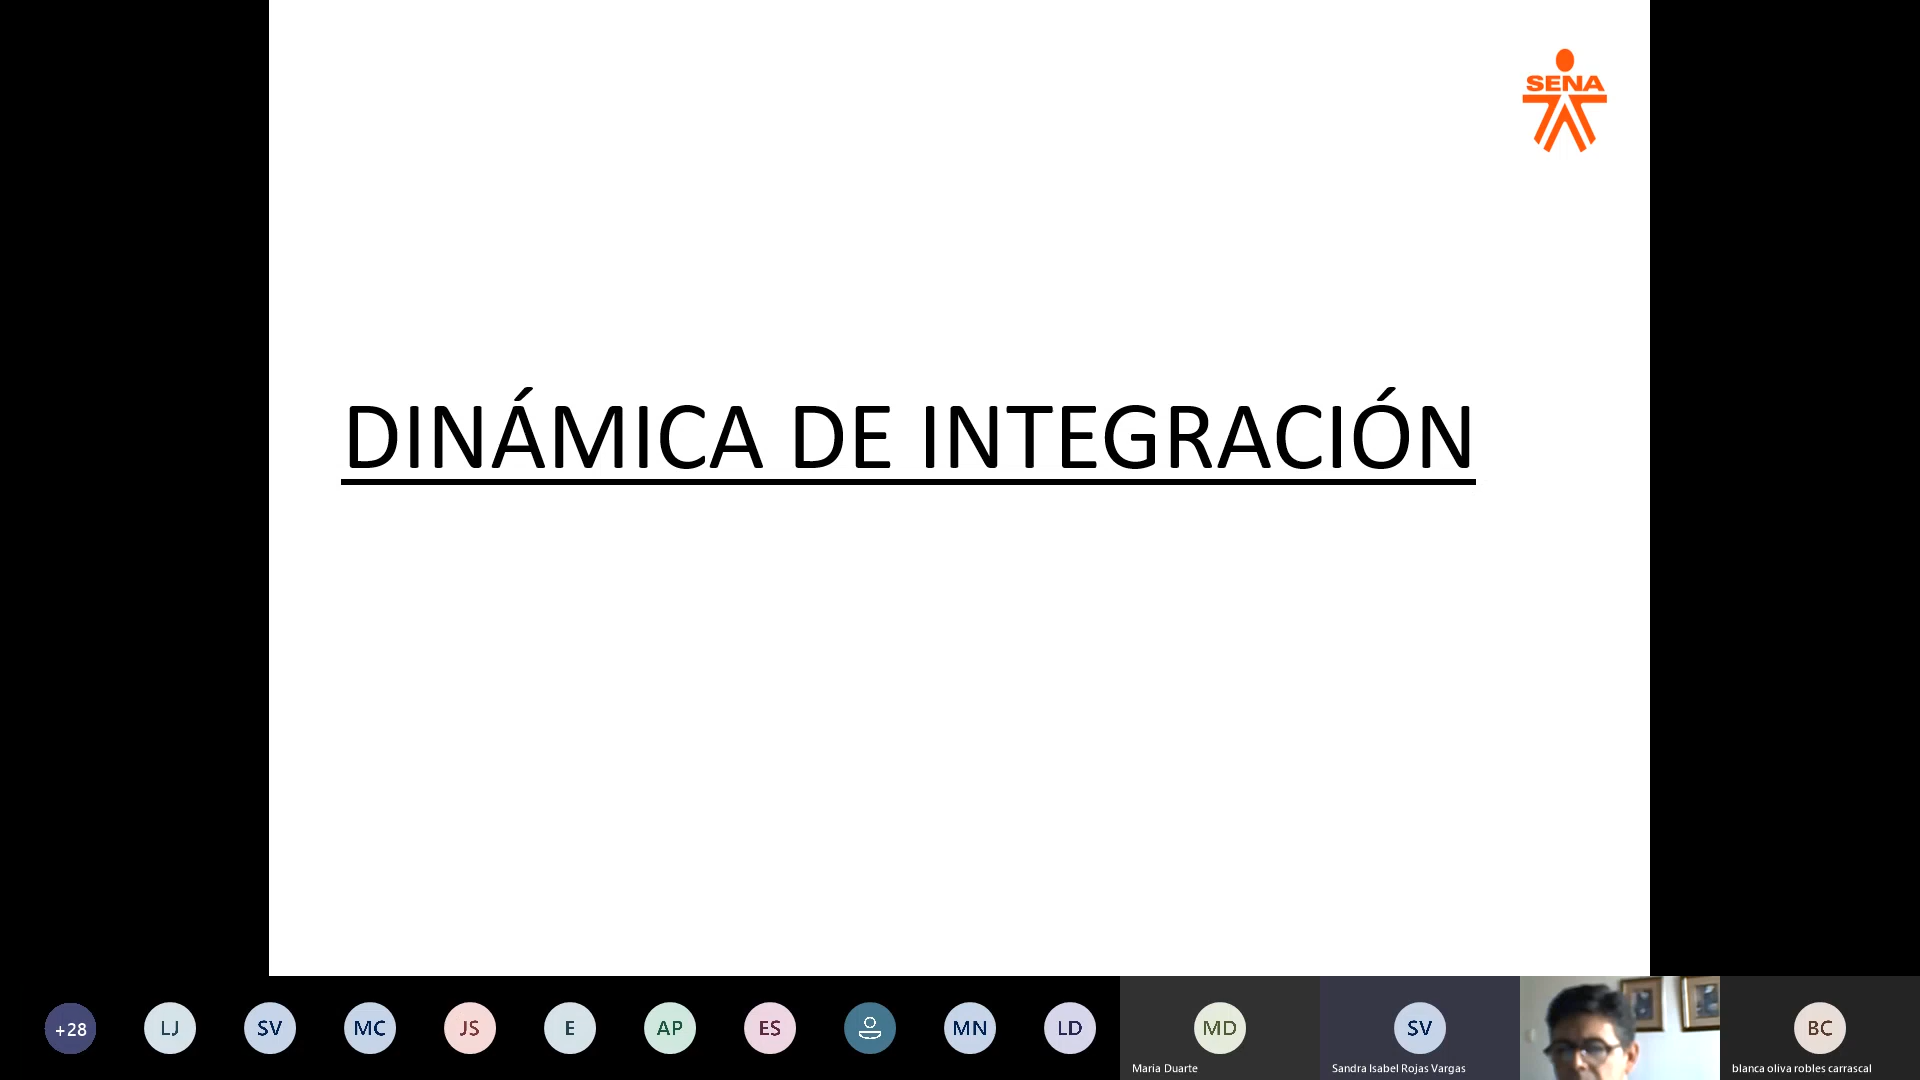 SENA
DINÁMICA DE INTEGRACIÓN
+28
LJ
SV
MC
JS
E
AP
ES
MN
LD
MD
SV
BC
Maria Duarte
Sandra Isabel Rojas Vargas
blanca oliva robles carrascal